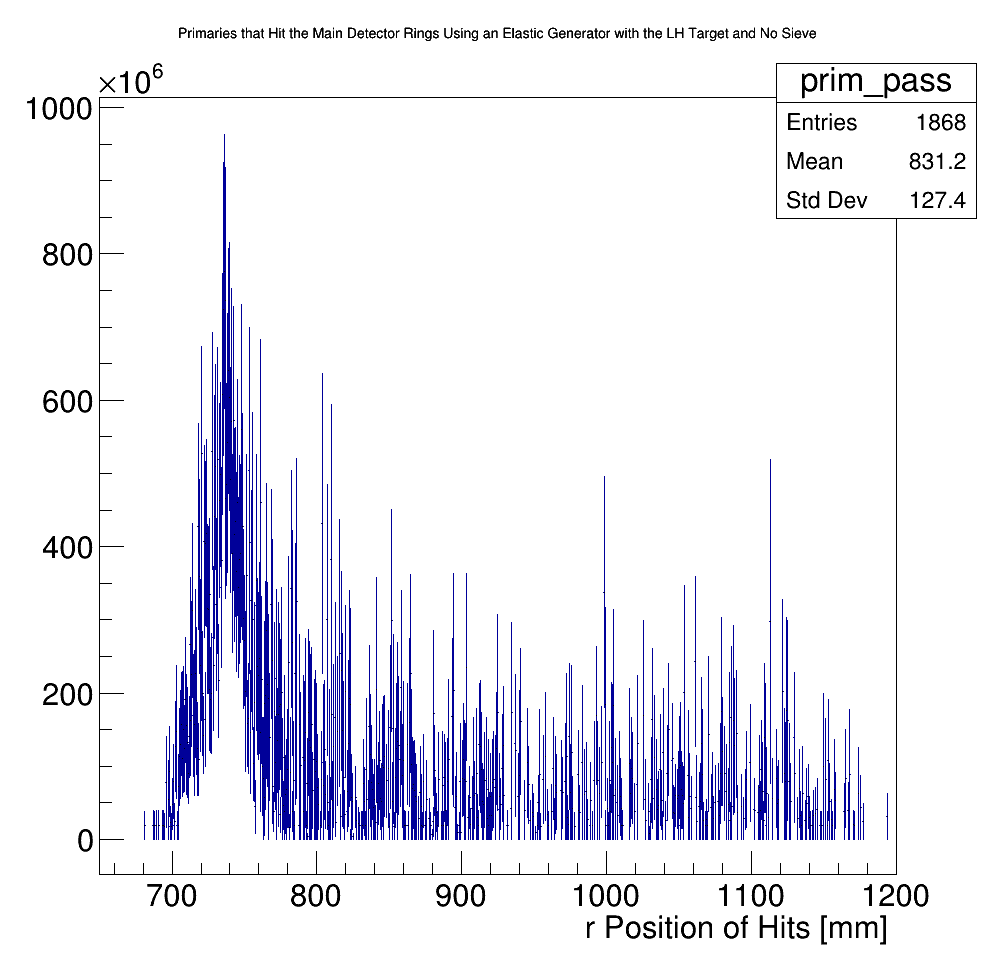 Primaries that Hit the Main Detector Rings Using an Elastic Generator with the LH Target and No Sieve
×10⁶
prim_pass
Entries 1868
Mean 831.2
Std Dev 127.4
1000
800
600
400
200
0
700 800 900 1000 1100 1200
r Position of Hits [mm]